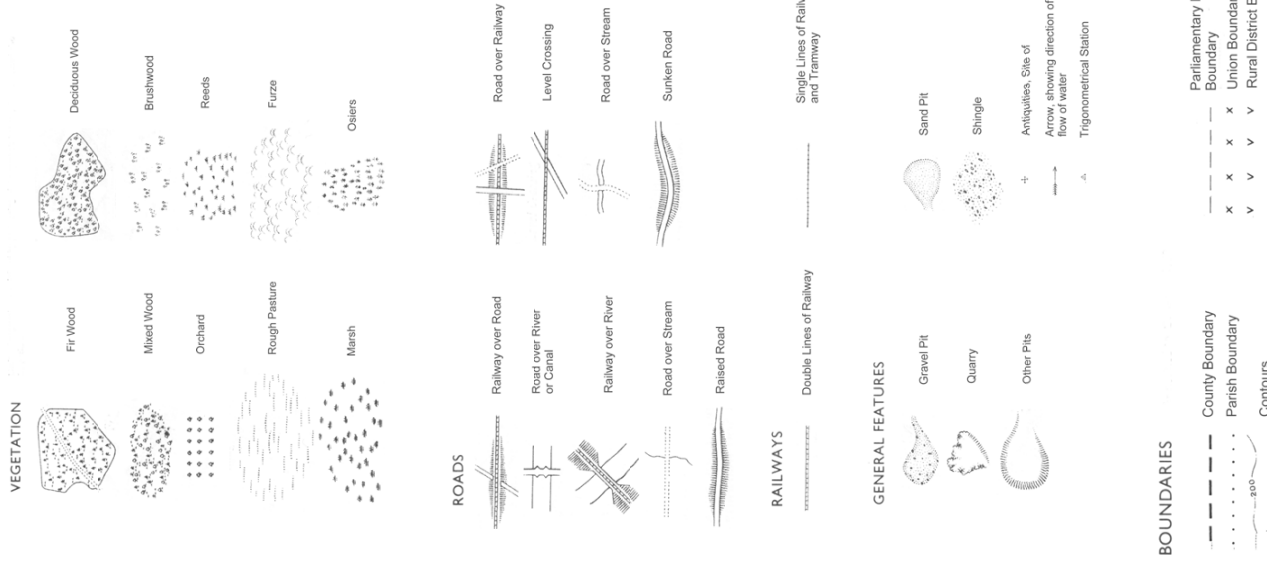 VEGETATION
Fir Wood
Deciduous Wood
Mixed Wood
Brushwood
Orchard
Reeds
Rough Pasture
Furze
Marsh
Osiers
ROADS
Railway over Road
Road over Railway
Road over River
or Canal
Level Crossing
Railway over River
Road over Stream
Road over Stream
Sunken Road
Raised Road
RAILWAYS
Double Lines of Railway
Single Lines of
and Tramway
GENERAL FEATURES
Gravel Pit
Sand Pit
Quarry
Shingle
Other Pits
Antiquities, Site of
Arrow, showing direction of
flow of water
Trigonometrical Station
BOUNDARIES
County Boundary
Parliamentary
Boundary
Parish Boundary
Union
Rural District
200
Contours